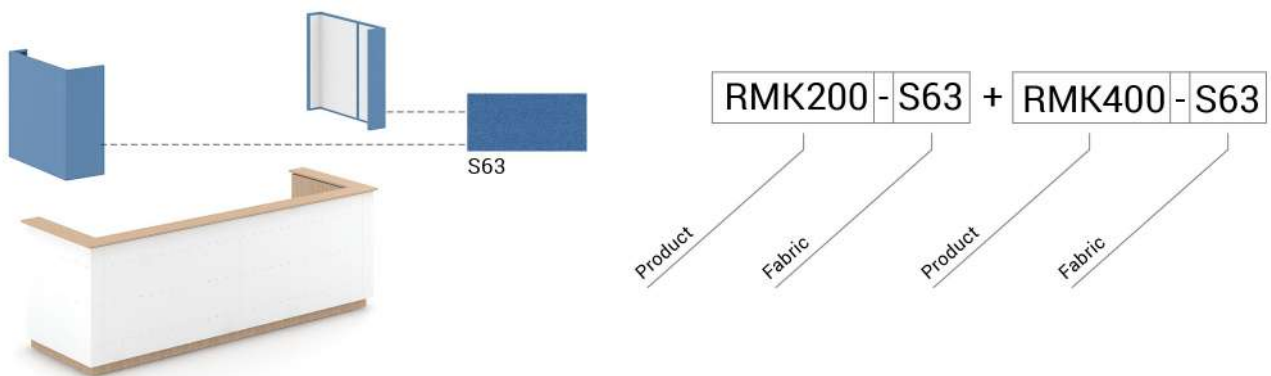 S63
RMK200 - S63 + RMK400 - S63
Product
Fabric
Product
Fabric